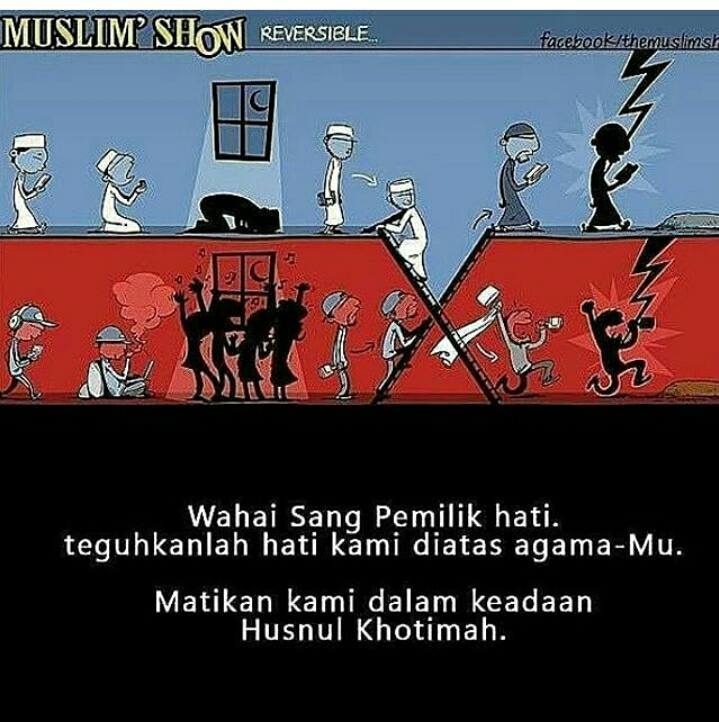 MUSLIM' SHOW REVERSIBLE...
facebook/themuslimsh
Wahai Sang Pemilik hati.
teguhkanlah hati kami diatas agama-Mu.
Matikan kami dalam keadaan
Husnul Khotimah.